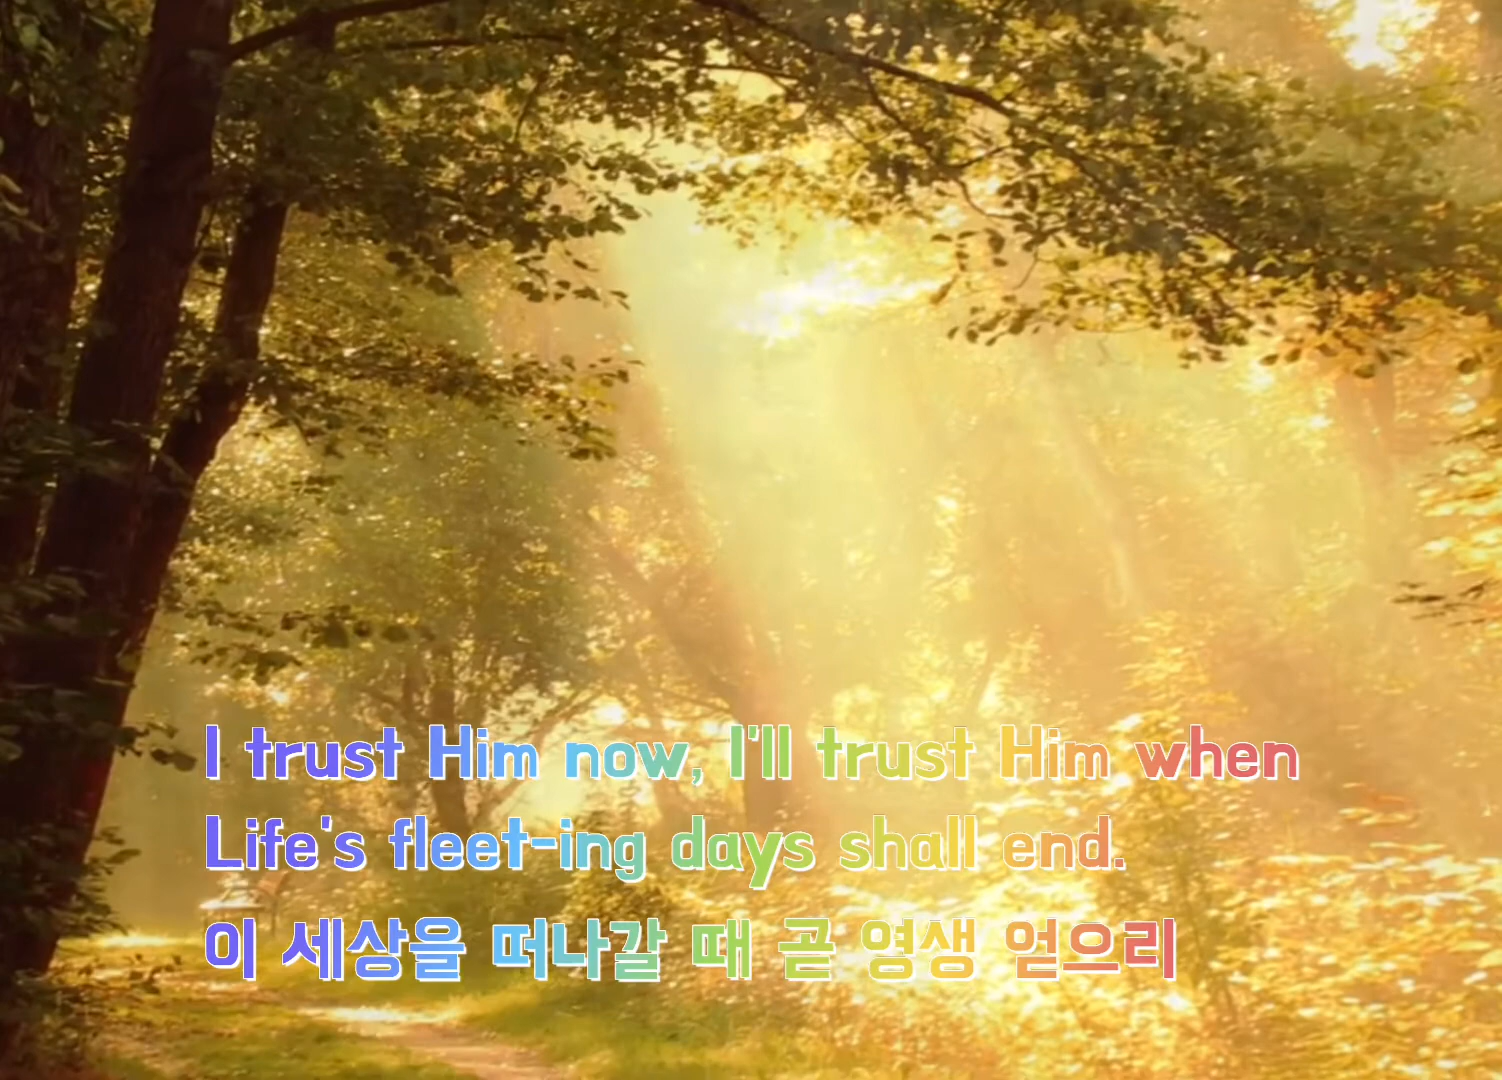 I trust Him now, I'll trust Him when
Life's fleet-ing days shall end.
이 세상을 떠나갈 때 곧 영생 얻으리